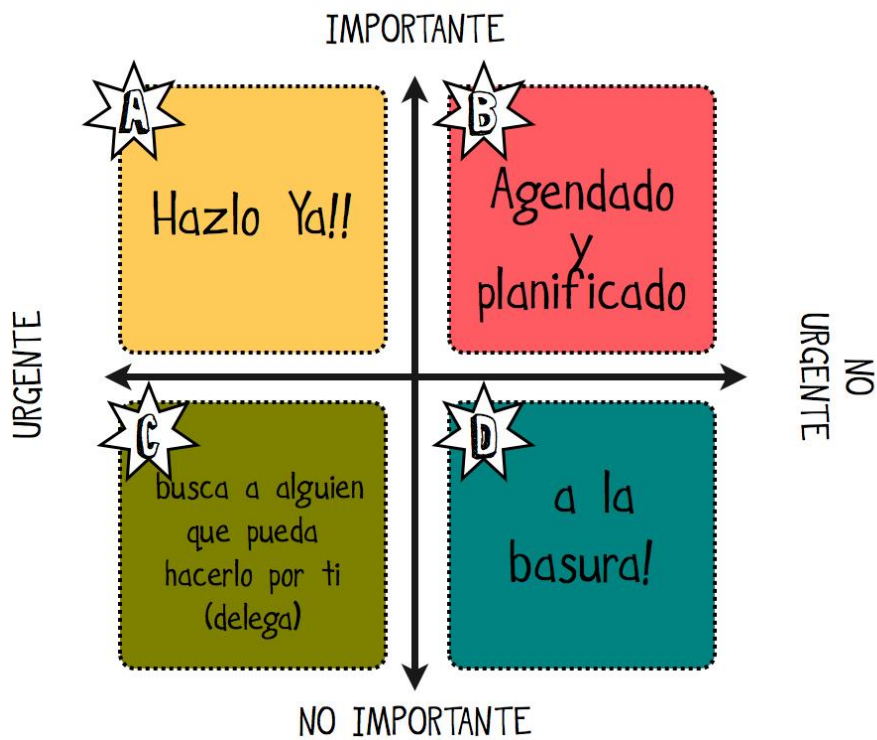 IMPORTANTE
A
Hazlo Ya!!
B
Agendado
y
planificado
URGENTE
NO
URGENTE
C
busca a alguien
que pueda
hacerlo por ti
(delega)
D
a la
basura!
NO IMPORTANTE